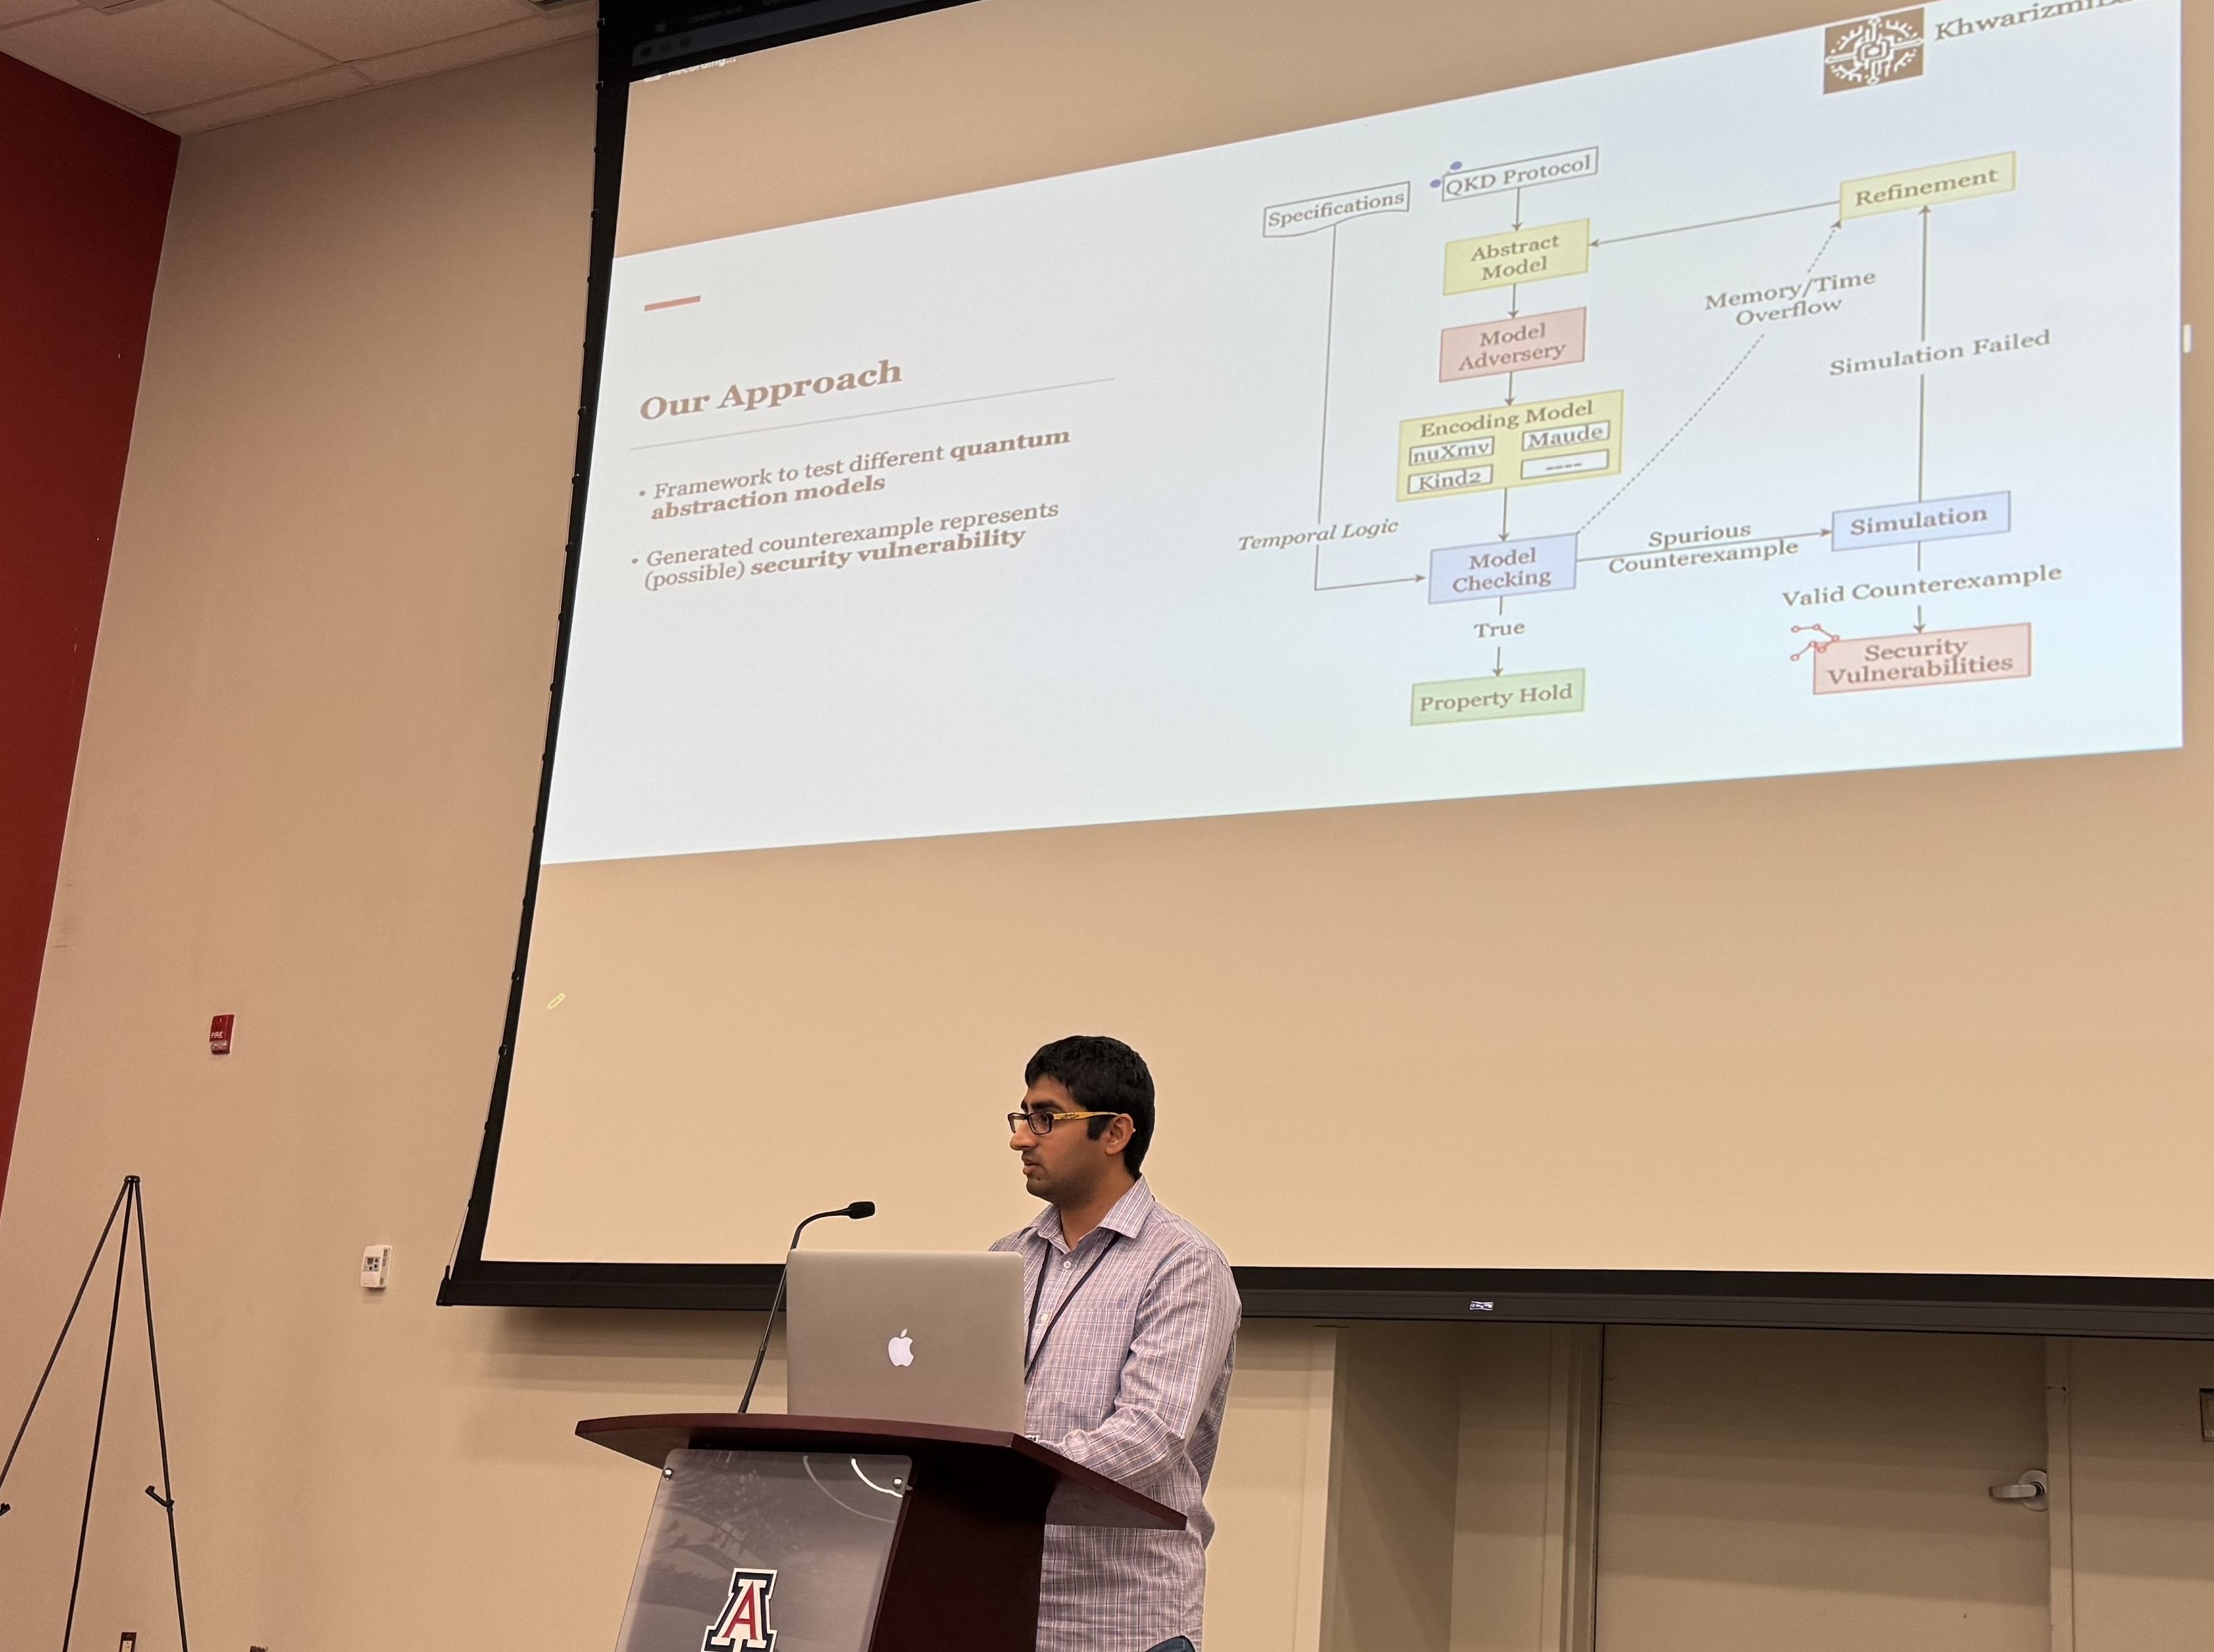 Our Approach
• Framework to test different quantum
abstraction models
• Generated counterexample represents
(possible) security vulnerability
Specifications
QKD Protocol
Refinement
Abstract
Model
Model
Adversery
Memory/Time
Overflow
Simulation Failed
Encoding Model
nuXmv
Maude
Kind2
----
Temporal Logic
Model
Checking
Spurious
Counterexample
Simulation
True
Valid Counterexample
Property Hold
Security
Vulnerabilities
FIRE
A